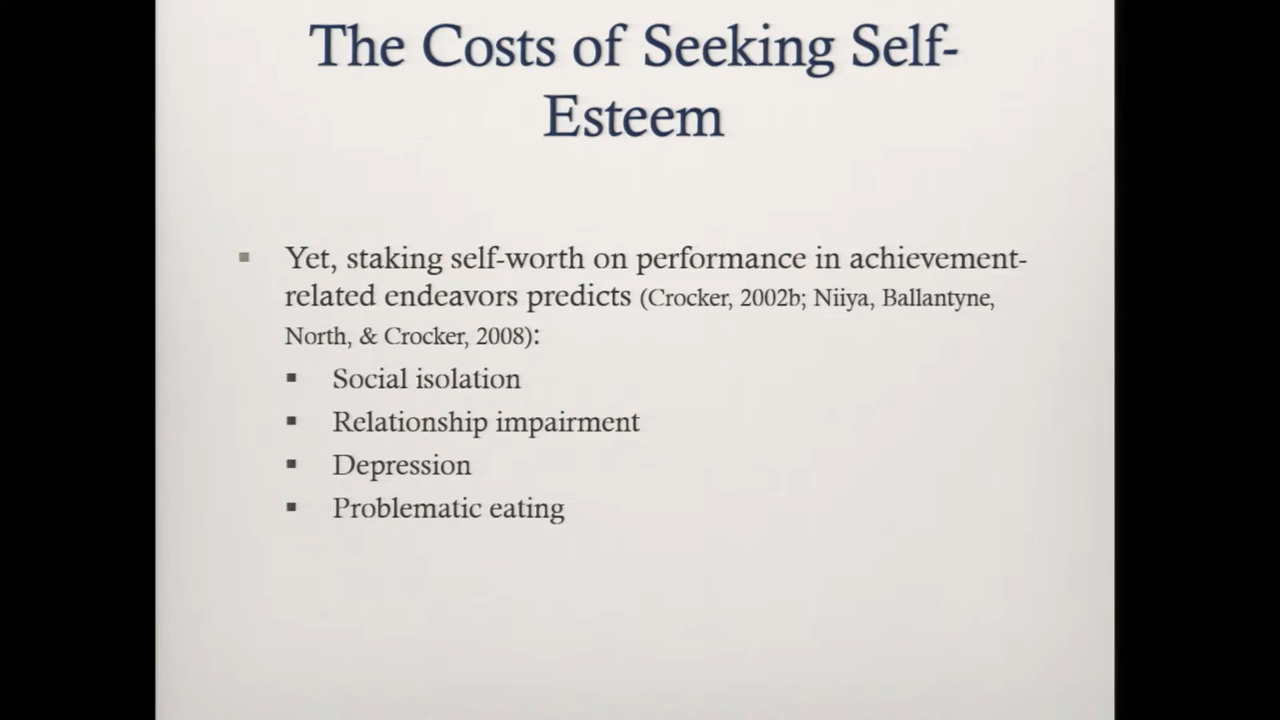 The Costs of Seeking Self-
Esteem
▪ Yet, staking self-worth on performance in achievement-
related endeavors predicts (Crocker, 2002b; Niiya, Ballantyne,
North, & Crocker, 2008):
▪ Social isolation
▪ Relationship impairment
▪ Depression
▪ Problematic eating